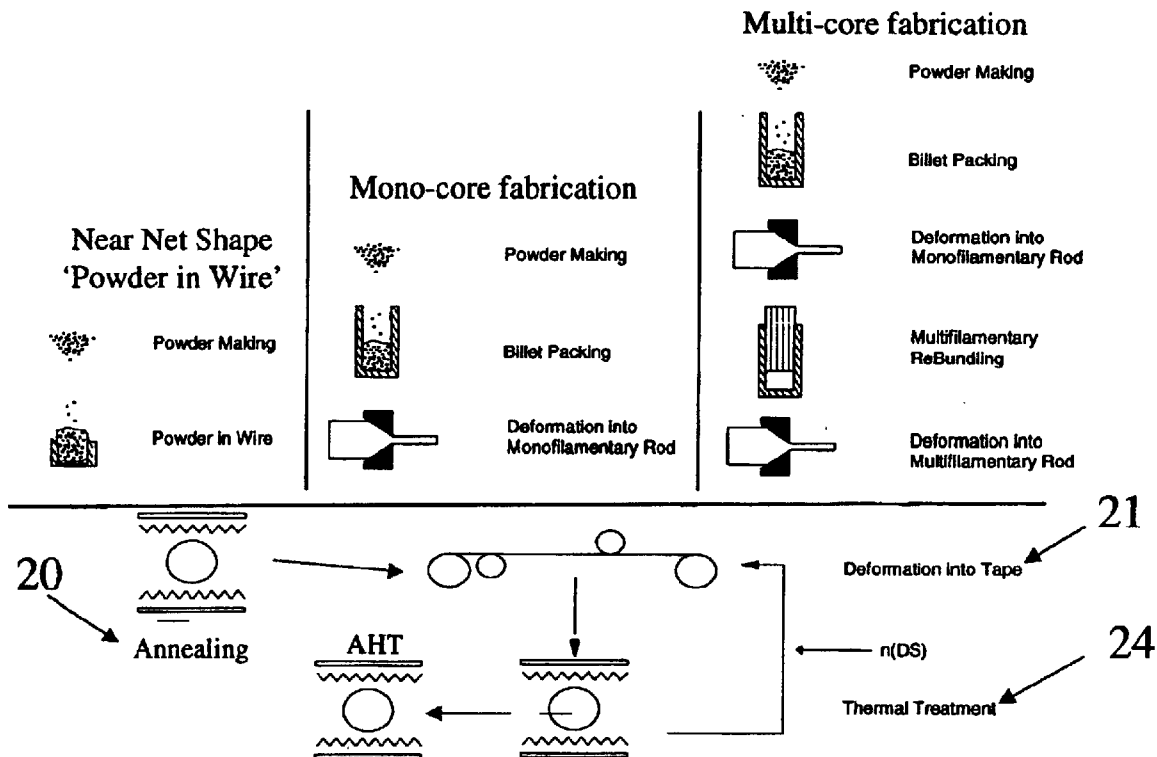 Multi-core fabrication
Powder Making
Billet Packing
Deformation into
Monofilamentary Rod
Multifilamentary
ReBundling
Deformation into
Multifilamentary Rod
Mono-core fabrication
Powder Making
Billet Packing
Deformation into
Monofilamentary Rod
Near Net Shape
'Powder in Wire'
Powder Making
Powder in Wire
20
Annealing
AHT
21
Deformation into Tape
n(DS)
24
Thermal Treatment